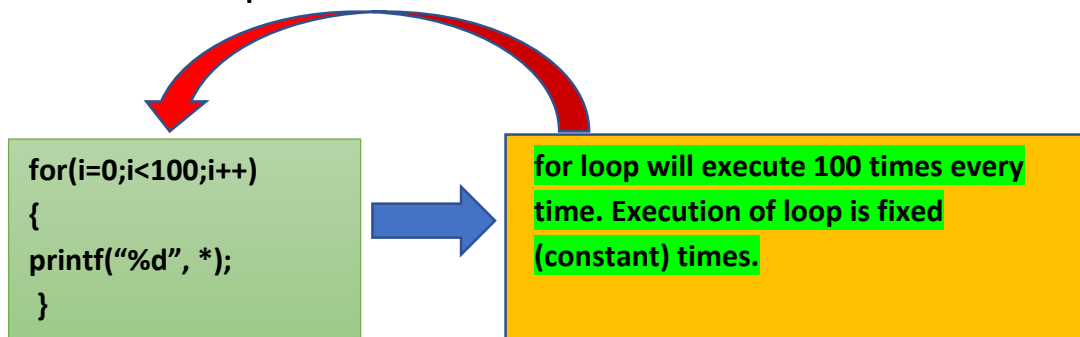 for(i=0;i<100;i++)
{
printf(“%d”, *);
}
for loop will execute 100 times every
time. Execution of loop is fixed
(constant) times.